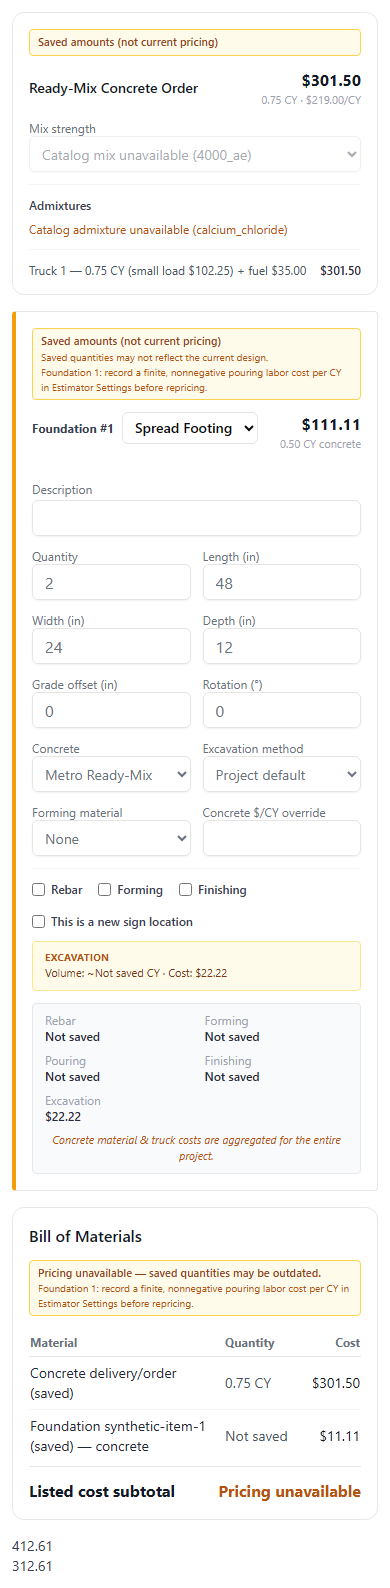 Saved amounts (not current pricing)
Ready-Mix Concrete Order
$301.50
0.75 CY · $219.00/CY
Mix strength
Catalog mix unavailable (4000_ae)
Admixtures
Catalog admixture unavailable (calcium_chloride)
Truck 1 — 0.75 CY (small load $102.25) + fuel $35.00 $301.50
Saved amounts (not current pricing)
Saved quantities may not reflect the current design.
Foundation 1: record a finite, nonnegative pouring labor cost per CY
in Estimator Settings before repricing.
Foundation #1 Spread Footing $111.11
0.50 CY concrete
Description
Quantity Length (in)
2 48
Width (in) Depth (in)
24 12
Grade offset (in) Rotation (°)
0 0
Concrete Excavation method
Metro Ready-Mix Project default
Forming material Concrete $/CY override
None
Rebar Forming Finishing
This is a new sign location
EXCAVATION
Volume: ~Not saved CY · Cost: $22.22
Rebar Forming
Not saved Not saved
Pouring Finishing
Not saved Not saved
Excavation
$22.22
Concrete material & truck costs are aggregated for the entire
project.
Bill of Materials
Pricing unavailable — saved quantities may be outdated.
Foundation 1: record a finite, nonnegative pouring labor cost per CY in
Estimator Settings before repricing.
Material Quantity Cost
Concrete delivery/order
(saved) 0.75 CY $301.50
Foundation synthetic-item-1
(saved) — concrete Not saved $11.11
Listed cost subtotal Pricing unavailable
412.61
312.61